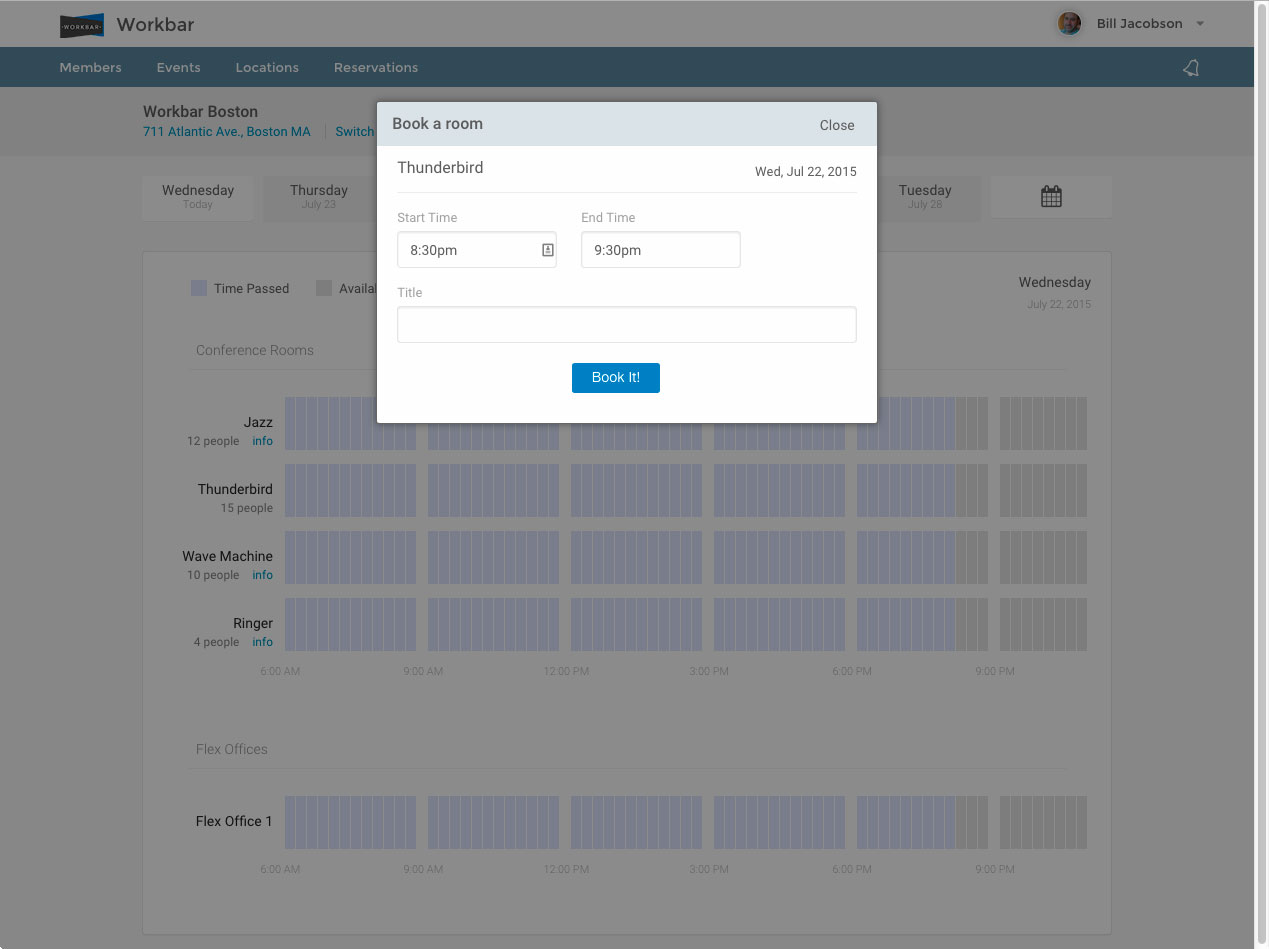 WORKBAR Workbar
Bill Jacobson
Members Events Locations Reservations
Workbar Boston
711 Atlantic Ave., Boston MA Switch
Book a room Close
Thunderbird Wed, Jul 22, 2015
Start Time End Time
8:30pm 9:30pm
Title
Book It!
Wednesday Thursday Tuesday
Today July 23 July 28
Time Passed Availa
Wednesday
July 22, 2015
Conference Rooms
Jazz
12 people info
Thunderbird
15 people
Wave Machine
10 people info
Ringer
4 people info
6:00 AM 9:00 AM 12:00 PM 3:00 PM 6:00 PM 9:00 PM
Flex Offices
Flex Office 1
6:00 AM 9:00 AM 12:00 PM 3:00 PM 6:00 PM 9:00 PM